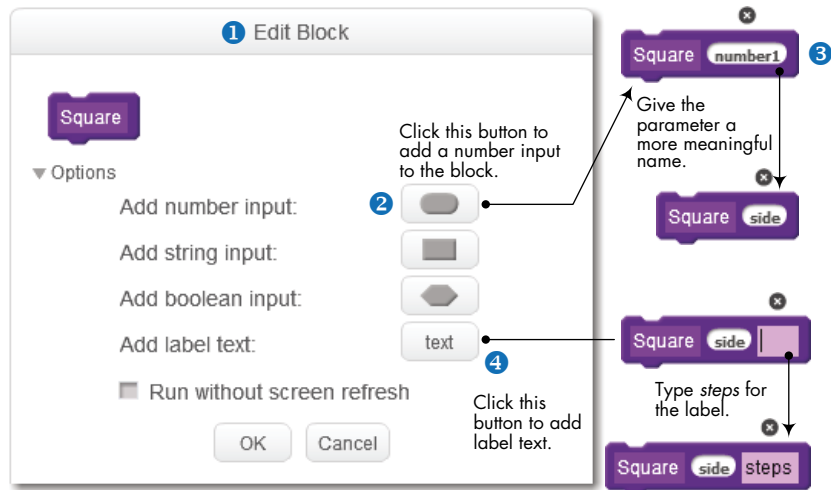 1 Edit Block
Square
Options
Add number input:
2
Add string input:
Add boolean input:
Add label text:
text
4
Run without screen refresh
OK
Cancel
Click this button to
add a number input
to the block.
Click this
button to add
label text.
Square number1
3
Give the
parameter a
more meaningful
name.
Square side
Square side
Type steps for
the label.
Square side steps